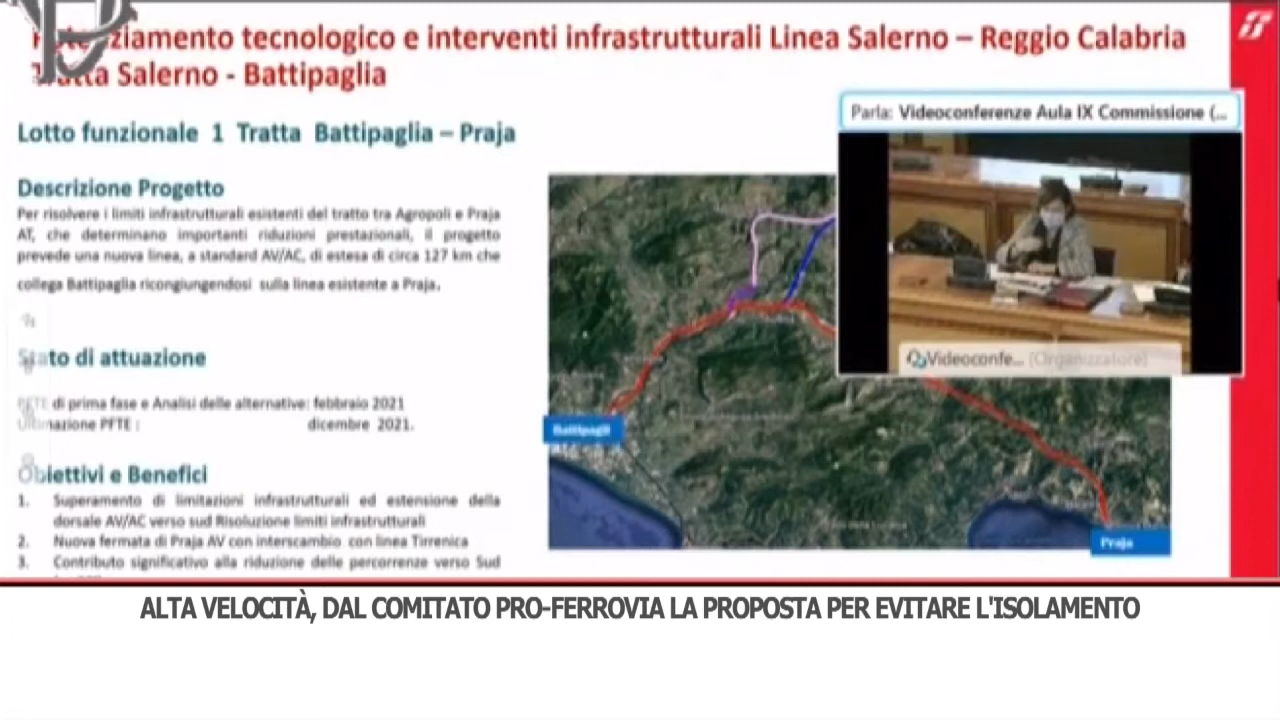 Potenziamento tecnologico e interventi infrastrutturali Linea Salerno – Reggio Calabria
Tratta Salerno - Battipaglia
Lotto funzionale 1 Tratta Battipaglia – Praja
Parla: Videoconferenze Aula IX Commissione (...
Descrizione Progetto
Per risolvere i limiti infrastrutturali esistenti del tratto tra Agropoli e Praja
AT, che determinano importanti riduzioni prestazionali, il progetto
prevede una nuova linea, a standard AV/AC, di estesa di circa 127 km che
collega Battipaglia ricongiungendosi sulla linea esistente a Praja.
Videoconfe... (Organizzatore)
Stato di attuazione
PFTE di prima fase e Analisi delle alternative: febbraio 2021
Ultimazione PFTE : dicembre 2021.
Battipagli
Obiettivi e Benefici
1. Superamento di limitazioni infrastrutturali ed estensione della
dorsale AV/AC verso sud Risoluzione limiti infrastrutturali
2. Nuova fermata di Praja AV con interscambio con linea Tirrenica
Praja
3. Contributo significativo alla riduzione delle percorrenze verso Sud
ALTA VELOCITÀ, DAL COMITATO PRO-FERROVIA LA PROPOSTA PER EVITARE L'ISOLAMENTO